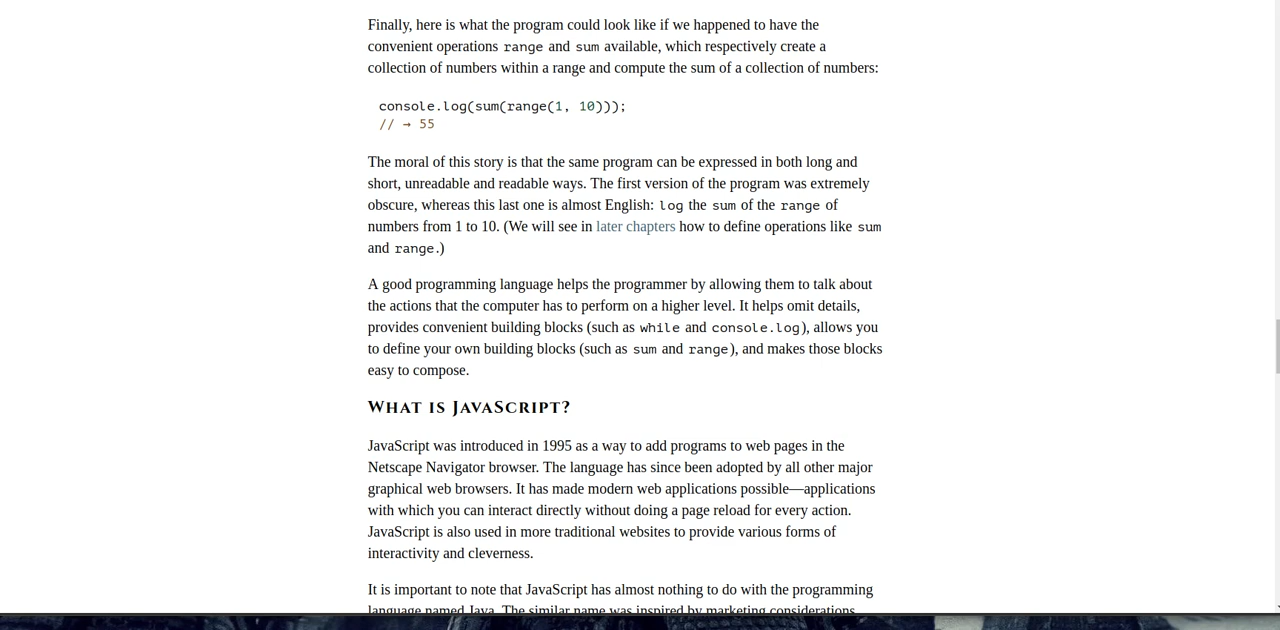 Finally, here is what the program could look like if we happened to have the
convenient operations range and sum available, which respectively create a
collection of numbers within a range and compute the sum of a collection of numbers:
console.log(sum(range(1, 10)));
// → 55
The moral of this story is that the same program can be expressed in both long and
short, unreadable and readable ways. The first version of the program was extremely
obscure, whereas this last one is almost English: log the sum of the range of
numbers from 1 to 10. (We will see in later chapters how to define operations like sum
and range.)
A good programming language helps the programmer by allowing them to talk about
the actions that the computer has to perform on a higher level. It helps omit details,
provides convenient building blocks (such as while and console.log), allows you
to define your own building blocks (such as sum and range), and makes those blocks
easy to compose.
What is JavaScript?
JavaScript was introduced in 1995 as a way to add programs to web pages in the
Netscape Navigator browser. The language has since been adopted by all other major
graphical web browsers. It has made modern web applications possible—applications
with which you can interact directly without doing a page reload for every action.
JavaScript is also used in more traditional websites to provide various forms of
interactivity and cleverness.
It is important to note that JavaScript has almost nothing to do with the programming
language named Java. The similar name was inspired by marketing considerations